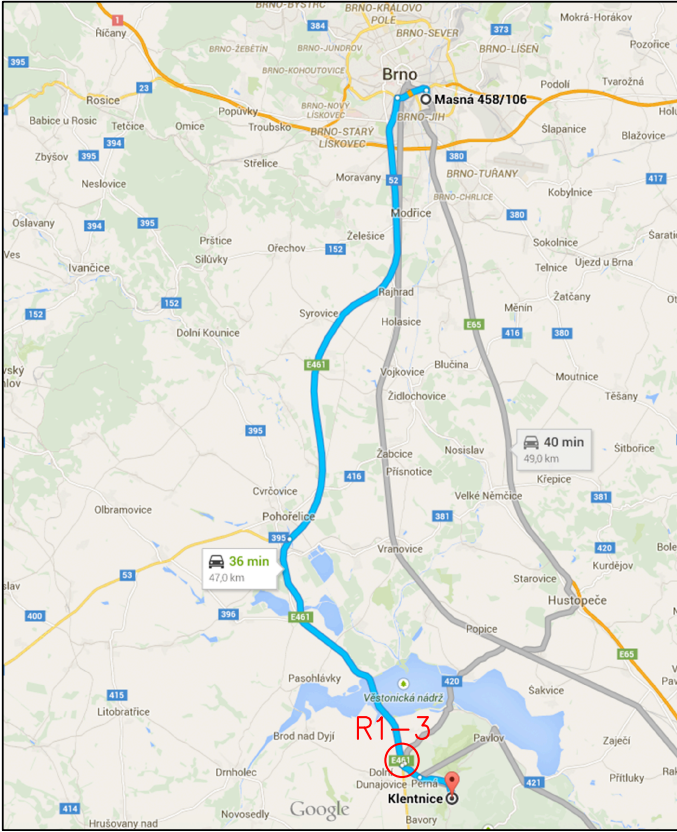 BRNO-BYSTRC
BRNO-KRÁLOVO
POLE
Mokrá-Horákov
1
Říčany
384
BRNO-SEVER
373
Pozořice
395
BRNO-ŽEBĚTÍN
BRNO-JUNDROV
BRNO-LÍŠEŇ
BRNO-KOHOUTOVICE
Brno
23
Podolí
Tvarožná
Rosice
Masná 458/106
Popůvky
BRNO-NOVÝ
LÍSKOVEC
BRNO-JIH
Babice u Rosic
Tetčice
Omice
Troubsko
BRNO-STARÝ
LÍSKOVEC
Šlapanice
Blažovice
394
Zbýšov
395
Střelice
380
Neslovice
Moravany
52
BRNO-TUŘANY
417
Kobylnice
BRNO-CHRLICE
Oslavany
394
395
Modřice
380
Ves
Prštice
Želešice
Sokolnice
Ořechov
152
Silůvky
Telnice
Ujezd u Brna
Ivančice
Rajhrad
Žatčany
152
152
Syrovice
Holasice
Měnín
Dolní Kounice
E65
416
380
E461
Vojkovice
Blučina
Moutnice
Židlochovice
Těšany
395
40 min
49,0 km
Nosislav
Šitbořice
Žabčice
Přísnotice
416
Křepice
Cvrčovice
Velké Němčice
381
Olbramovice
Pohořelice
381
395
Vranovice
420
36 min
47,0 km
Kurdějov
53
Starovice
Hustopeče
400
396
E461
Popice
E65
Pasohlávky
420
415
Věstonická nádrž
Šakvice
Litobratřice
R1-3
Brod nad Dyjí
Pavlov
Zaječí
E461
Drnholec
Dolní
Dunajovice
Perná
Přítluky
421
Klentnice
414
Novosedly
Google
Hrušovany nad
Bavory